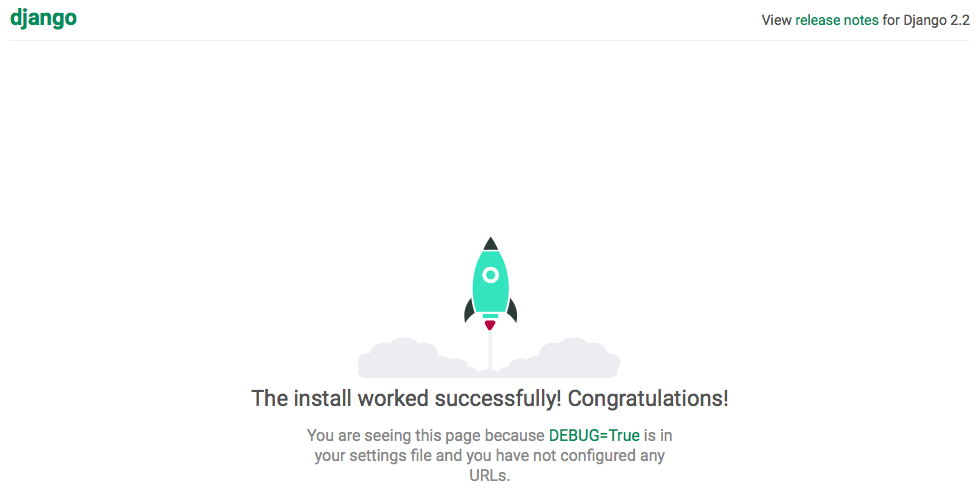 django
View release notes for Django 2.2
The install worked successfully! Congratulations!
You are seeing this page because DEBUG=True is in
your settings file and you have not configured any
URLs.